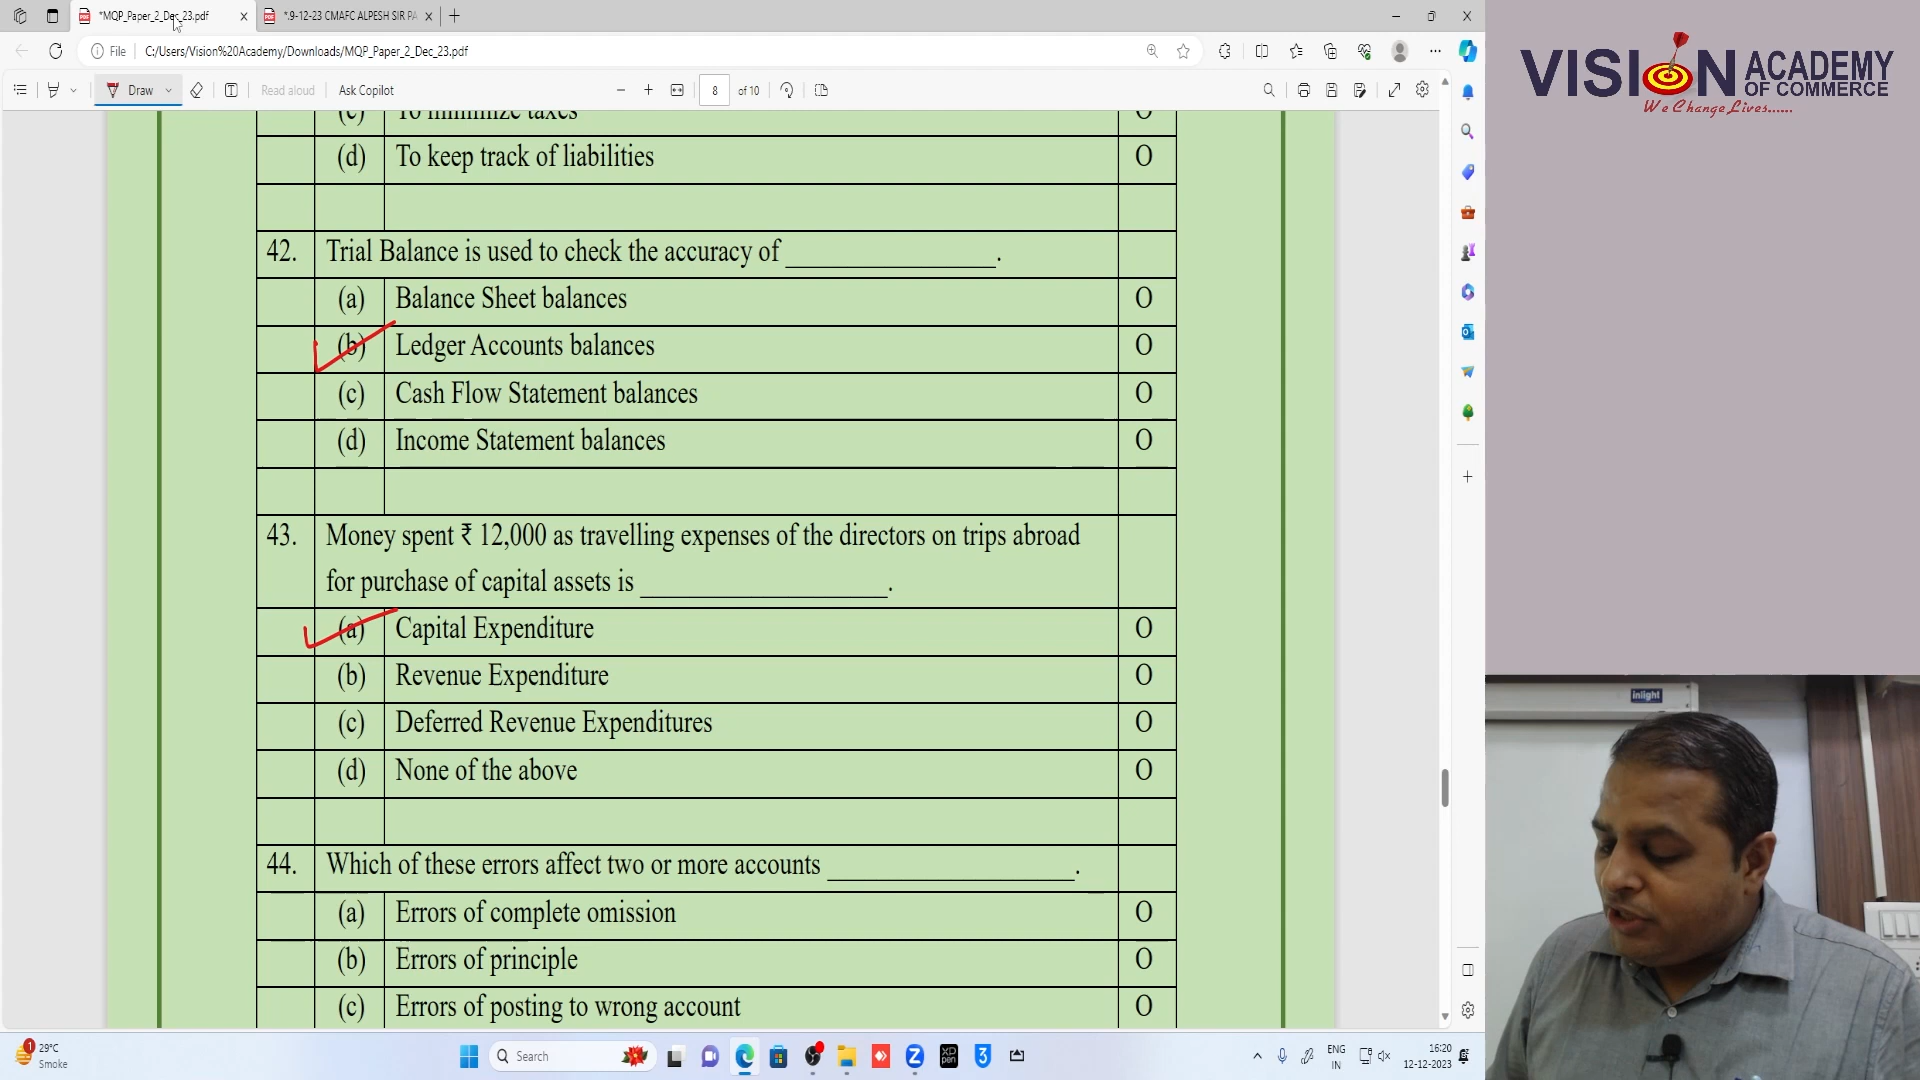 *MQP_Paper_2_Dec_23.pdf
*.9-12-23 CMAFC ALPESH SIR PA
File
C:/Users/Vision%20Academy/Downloads/MQP_Paper_2_Dec_23.pdf
Draw
Read aloud
Ask Copilot
8
of 10
VISION ACADEMY
OF COMMERCE
We Change Lives......
(c) To minimize taxes O
(d) To keep track of liabilities O
42. Trial Balance is used to check the accuracy of ________________.
(a) Balance Sheet balances O
(b) Ledger Accounts balances O
(c) Cash Flow Statement balances O
(d) Income Statement balances O
43. Money spent ₹ 12,000 as travelling expenses of the directors on trips abroad
for purchase of capital assets is ___________________.
(a) Capital Expenditure O
(b) Revenue Expenditure O
(c) Deferred Revenue Expenditures O
(d) None of the above O
44. Which of these errors affect two or more accounts ___________________.
(a) Errors of complete omission O
(b) Errors of principle O
(c) Errors of posting to wrong account O
inlight
1
29°C
Smoke
Search
ENG
IN
16:20
12-12-2023